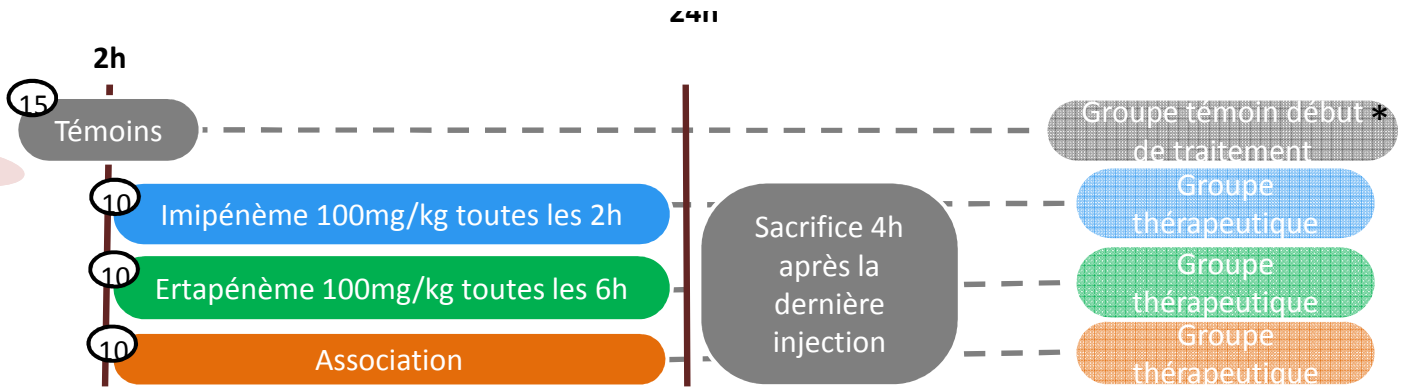 24h
2h
15
Témoins
Groupe témoin début *
de traitement
10
Imipénème 100mg/kg toutes les 2h
Groupe
thérapeutique
10
Ertapénème 100mg/kg toutes les 6h
Sacrifice 4h
après la
dernière
injection
Groupe
thérapeutique
10
Association
Groupe
thérapeutique